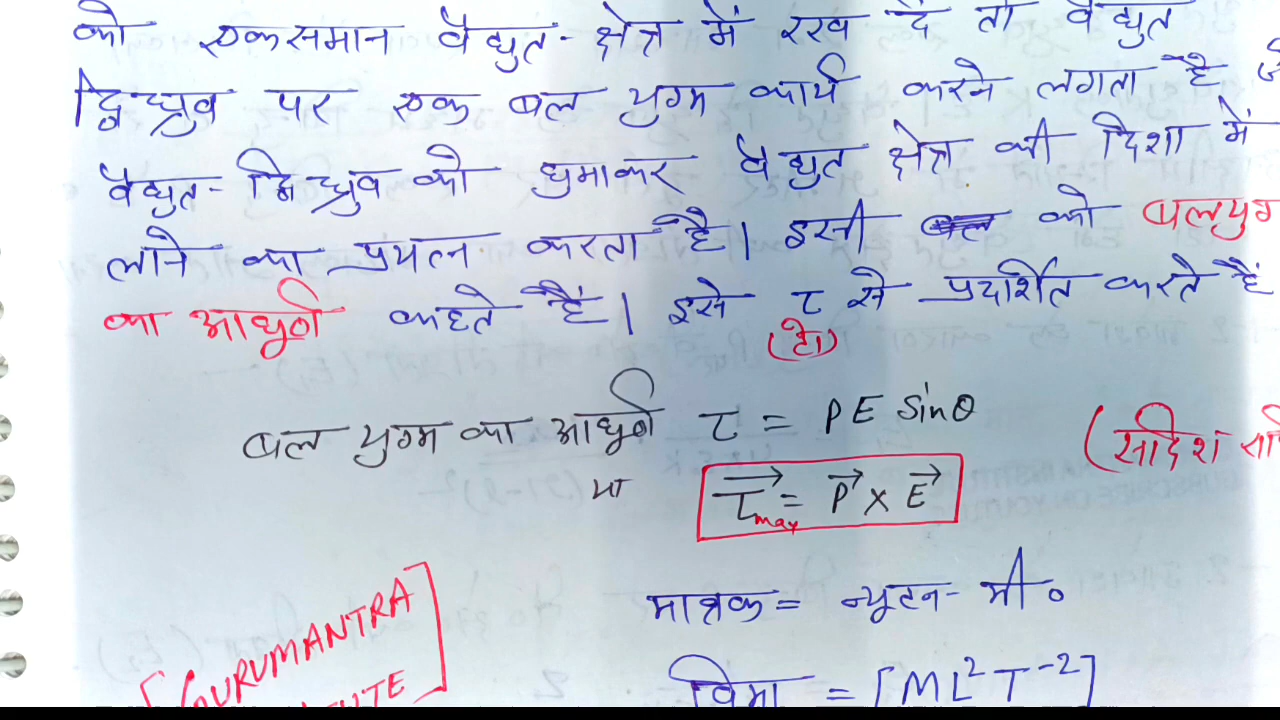 को एकसमान वैद्युत-क्षेत्र में रख दें तो वैद्युत
द्विध्रुव पर एक बल युग्म कार्य करने लगता है
वैद्युत-द्विध्रुव को घुमाकर वैद्युत क्षेत्र की दिशा में
लाने का प्रयत्न करता है। इसी को बलयुग
का आघूर्ण कहते हैं। इसे τ से प्रदर्शित करते हैं
(टो)
बल युग्म का आघूर्ण τ = PE Sinθ
(सदिश
या τmax = P × E
मात्रक = न्यूटन-मी०
[GURUMANTRA
विमा = [ML²T⁻²]